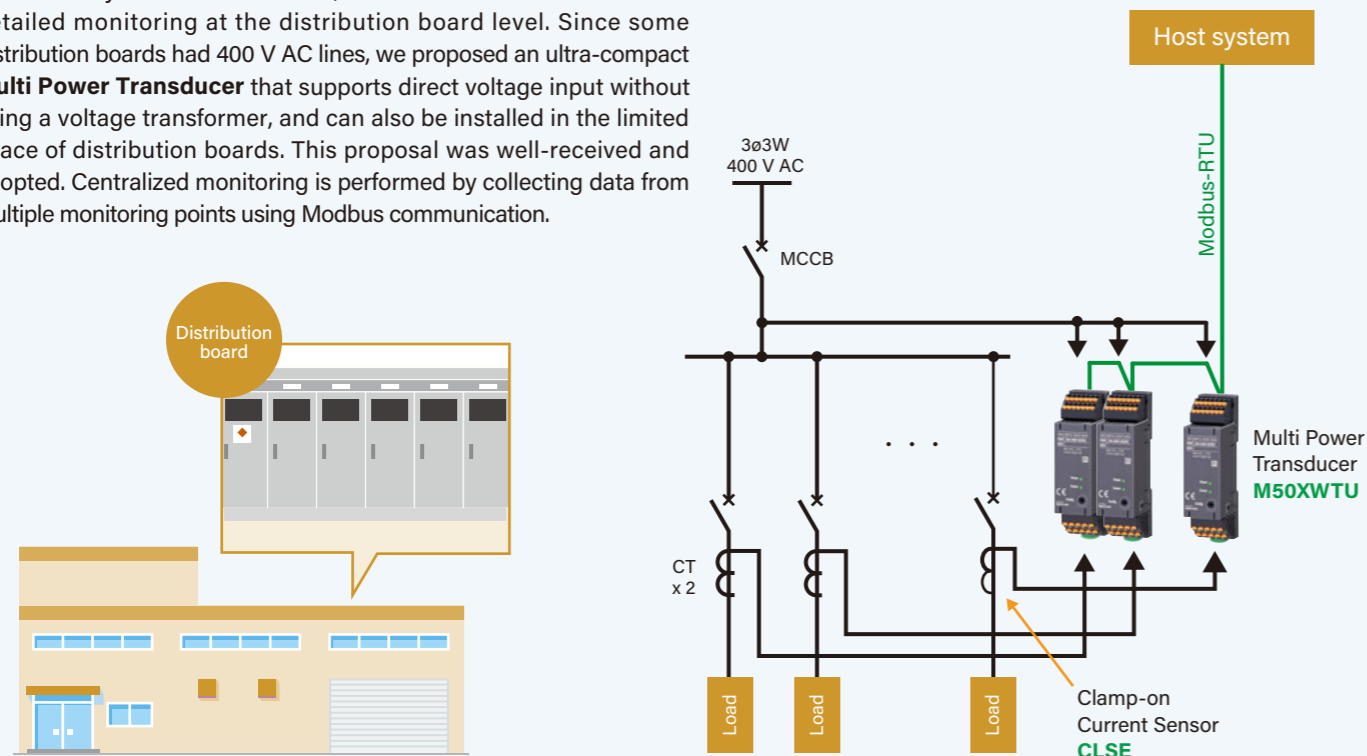 etailed monitoring at the distribution board level. Since some
stribution boards had 400 V AC lines, we proposed an ultra-compact
ulti Power Transducer that supports direct voltage input without
ing a voltage transformer, and can also be installed in the limited
ace of distribution boards. This proposal was well-received and
opted. Centralized monitoring is performed by collecting data from
ultiple monitoring points using Modbus communication.
Host system
Modbus-RTU
3ø3W
400 V AC
MCCB
Distribution
board
. . .
Multi Power
Transducer
M50XWTU
CT
x 2
Load
Load
Load
Clamp-on
Current Sensor
CLSE